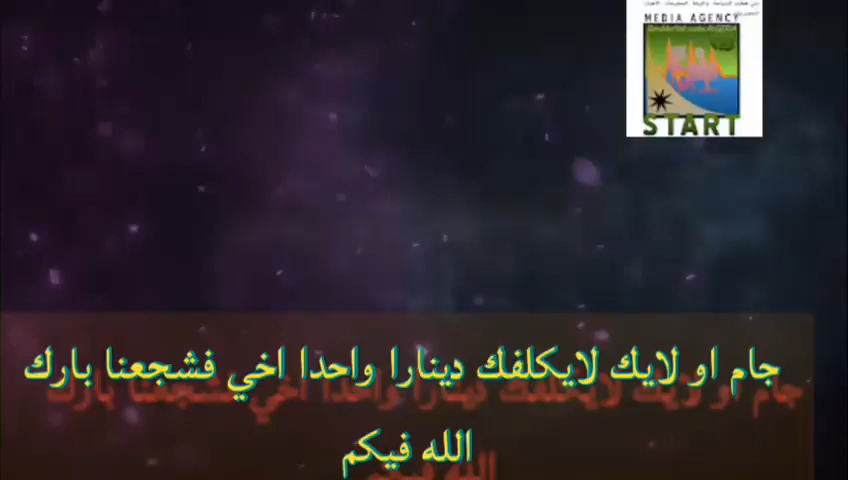 MEDIA AGENCY
START
جام او لايك لايكلفك دينارا واحدا اخي فشجعنا بارك
الله فيكم